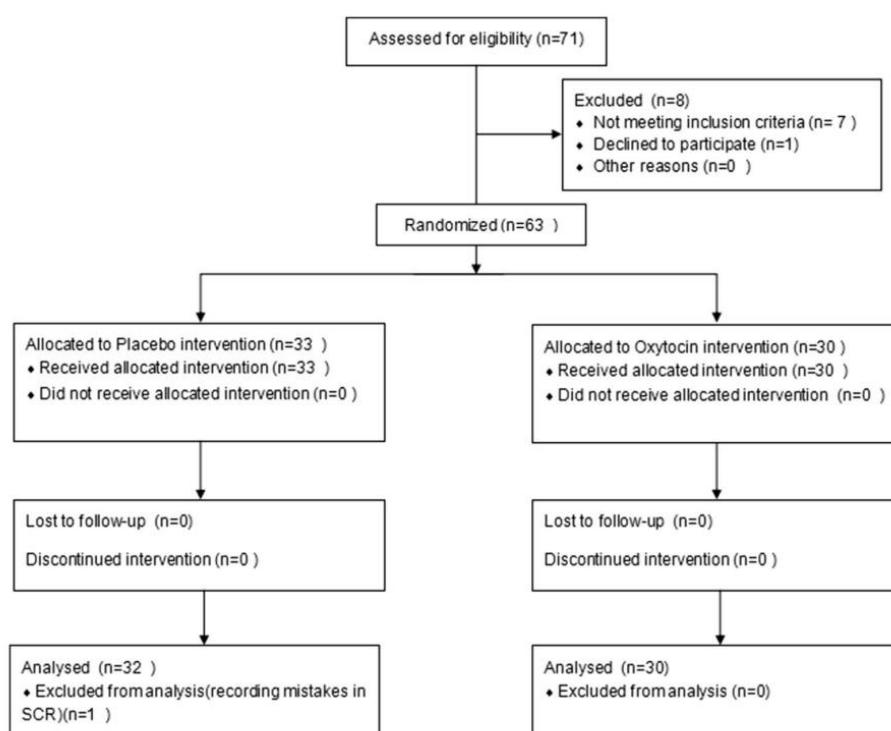 Assessed for eligibility (n=71)
Excluded (n=8)
♦ Not meeting inclusion criteria (n= 7 )
♦ Declined to participate (n=1)
♦ Other reasons (n=0 )
Randomized (n=63 )
Allocated to Placebo intervention (n=33 )
♦ Received allocated intervention (n=33 )
♦ Did not receive allocated intervention (n=0 )
Allocated to Oxytocin intervention (n=30 )
♦ Received allocated intervention (n=30 )
♦ Did not receive allocated intervention (n=0 )
Lost to follow-up (n=0)
Discontinued intervention (n=0 )
Lost to follow-up (n=0)
Discontinued intervention (n=0 )
Analysed (n=32 )
♦ Excluded from analysis(recording mistakes in
SCR)(n=1 )
Analysed (n=30)
♦ Excluded from analysis (n=0)